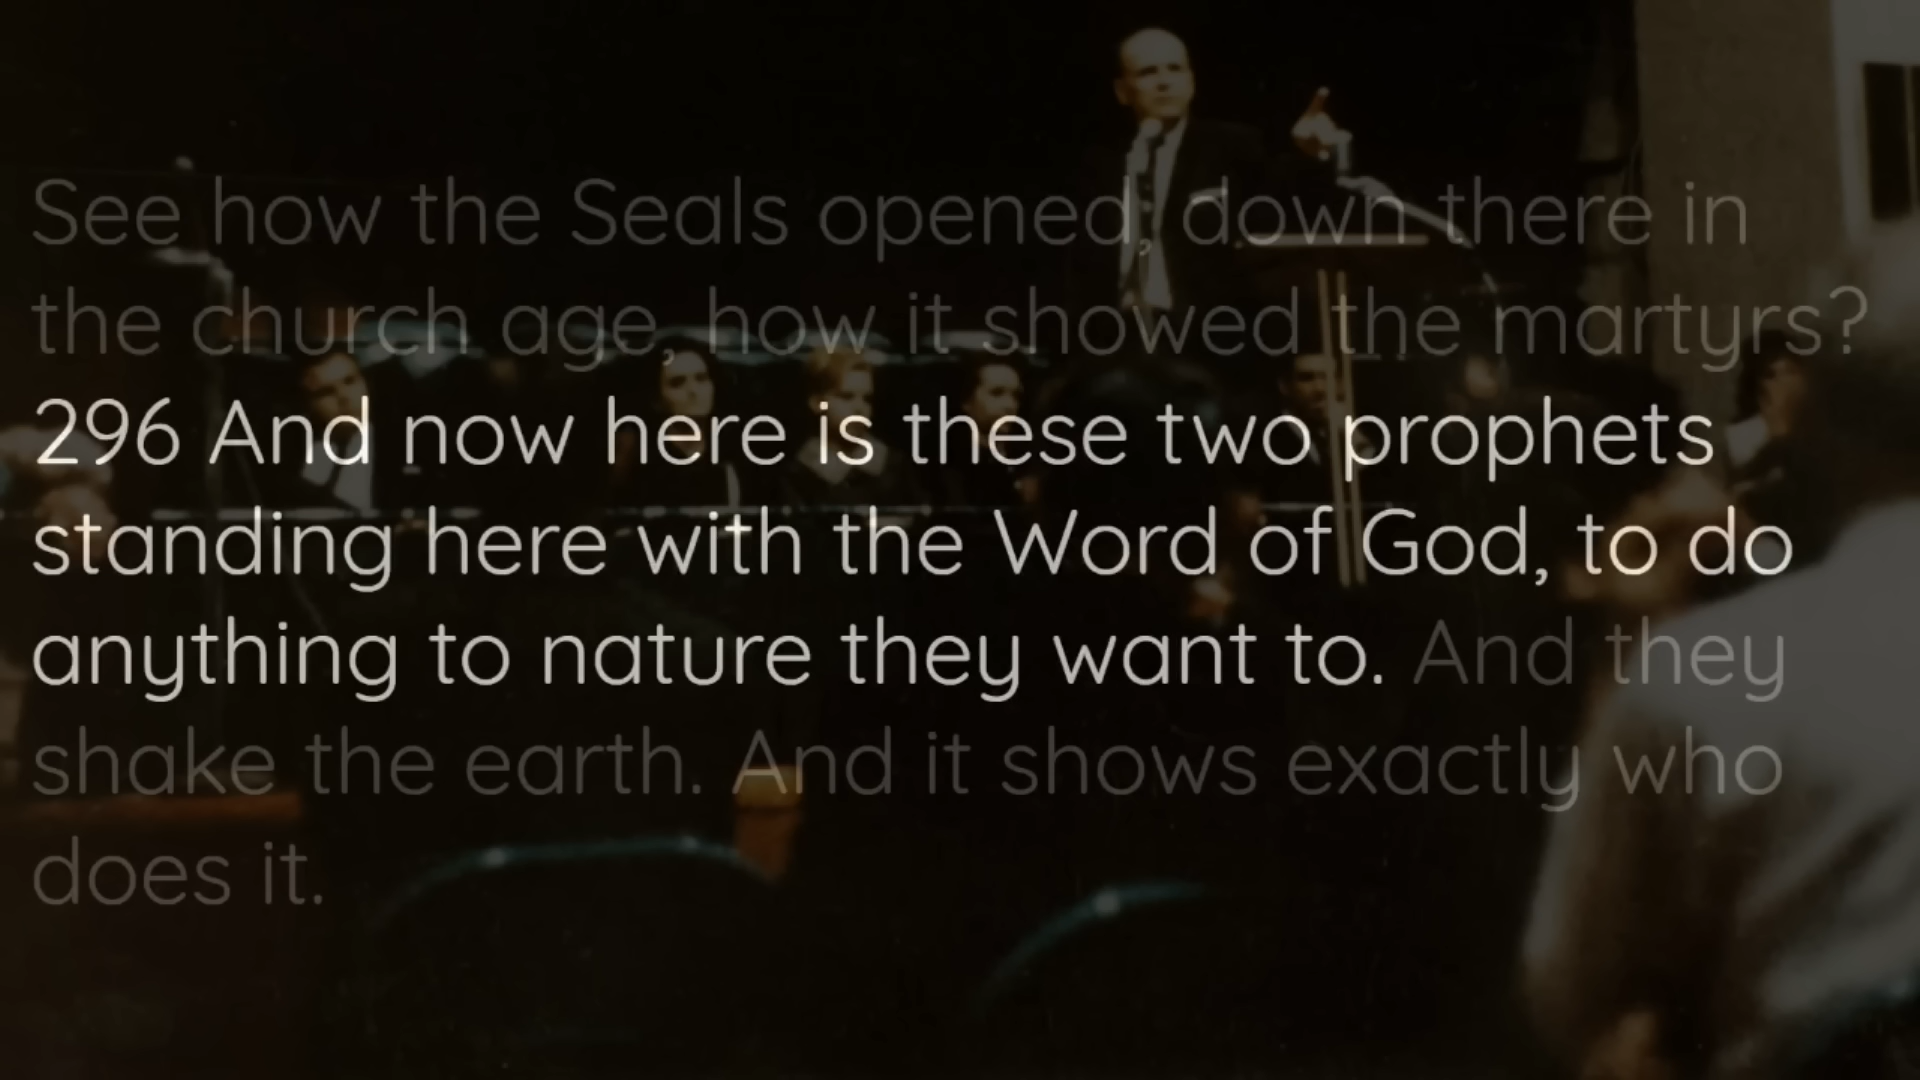 See how the Seals opened, down there in
the church age, how it showed the martyrs?
296 And now here is these two prophets
standing here with the Word of God, to do
anything to nature they want to. And they
shake the earth. And it shows exactly who
does it.